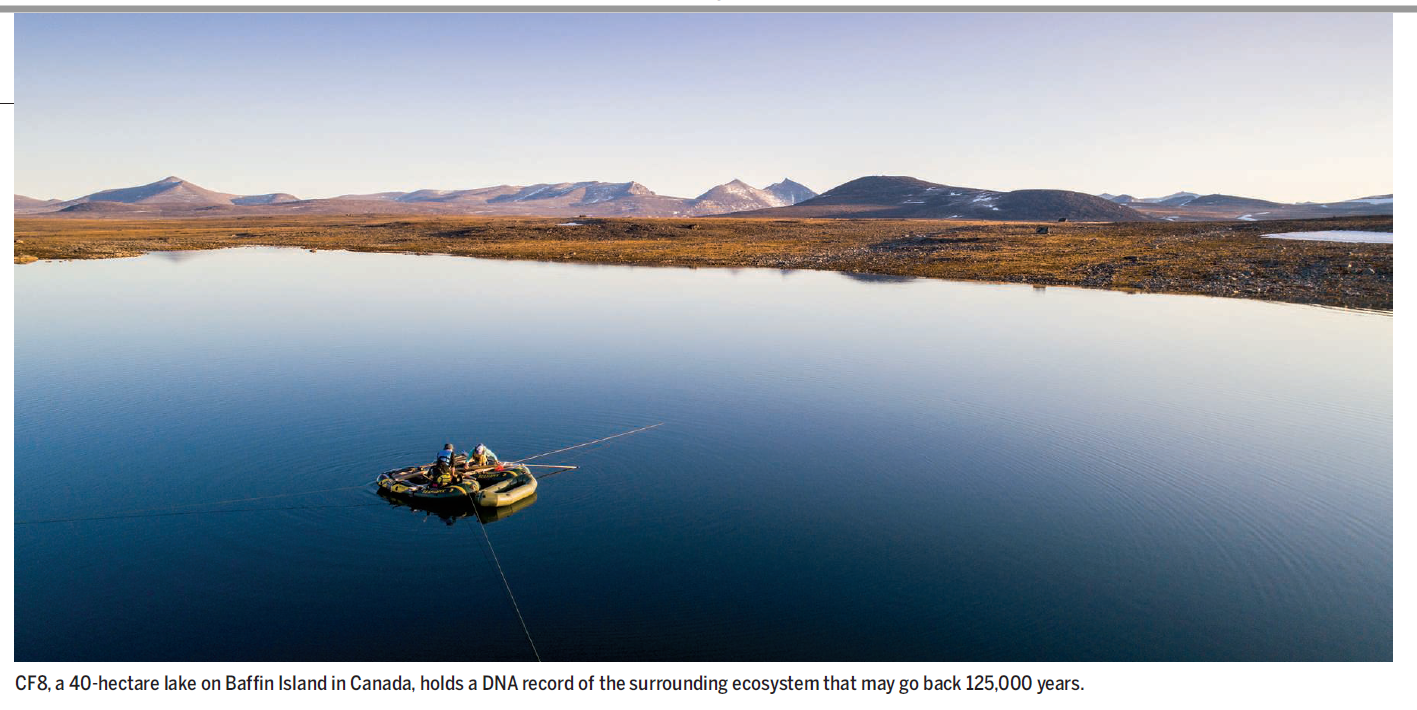 CF8, a 40-hectare lake on Baffin Island in Canada, holds a DNA record of the surrounding ecosystem that may go back 125,000 years.